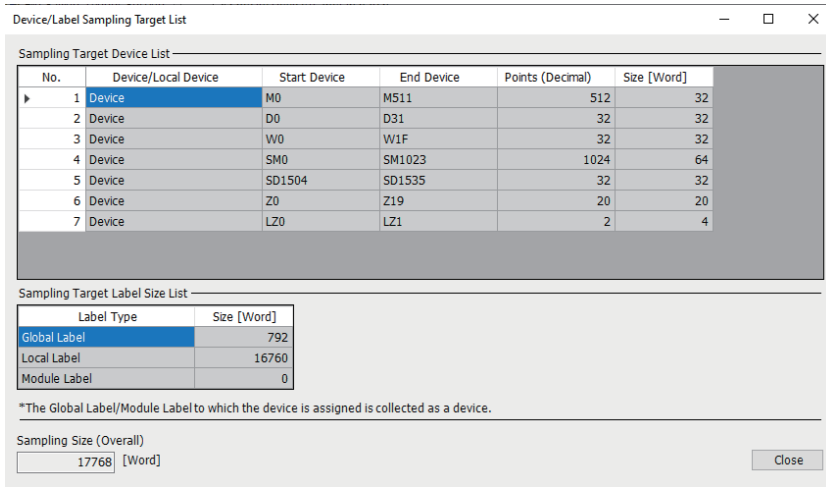 Device/Label Sampling Target List
Sampling Target Device List
No. Device/Local Device Start Device End Device Points (Decimal) Size [Word]
1 Device M0 M511 512 32
2 Device D0 D31 32 32
3 Device W0 W1F 32 32
4 Device SM0 SM1023 1024 64
5 Device SD1504 SD1535 32 32
6 Device Z0 Z19 20 20
7 Device LZ0 LZ1 2 4
Sampling Target Label Size List
Label Type Size [Word]
Global Label 792
Local Label 16760
Module Label 0
*The Global Label/Module Label to which the device is assigned is collected as a device.
Sampling Size (Overall)
17768 [Word]
Close